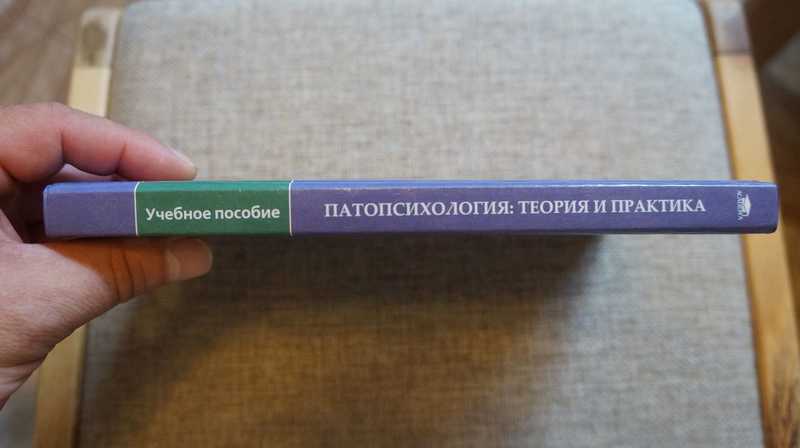 Учебное пособие
ПАТОПСИХОЛОГИЯ: ТЕОРИЯ И ПРАКТИКА